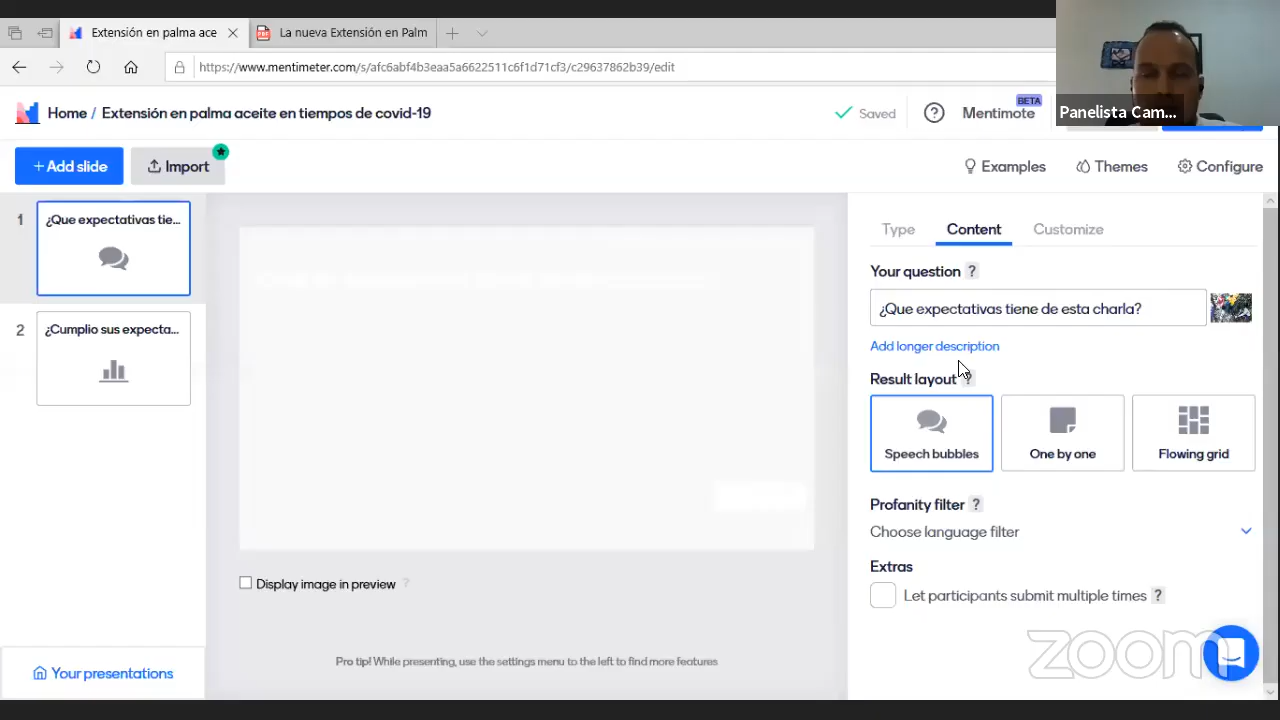 Extensión en palma ace
La nueva Extensión en Palm
https://www.mentimeter.com/s/afc6abf4b3eaa5a6622511c6f1d71cf3/c29637862b39/edit
Panelista Cam...
Home / Extensión en palma aceite en tiempos de covid-19
Saved
?
Mentimote
BETA
+ Add slide
Import
Examples
Themes
Configure
1
¿Que expectativas tie...
2
¿Cumplio sus expecta...
Your presentations
Display image in preview ?
Pro tip! While presenting, use the settings menu to the left to find more features
Type
Content
Customize
Your question ?
¿Que expectativas tiene de esta charla?
Add longer description
Result layout ?
Speech bubbles
One by one
Flowing grid
Profanity filter ?
Choose language filter
Extras
Let participants submit multiple times ?
zoom